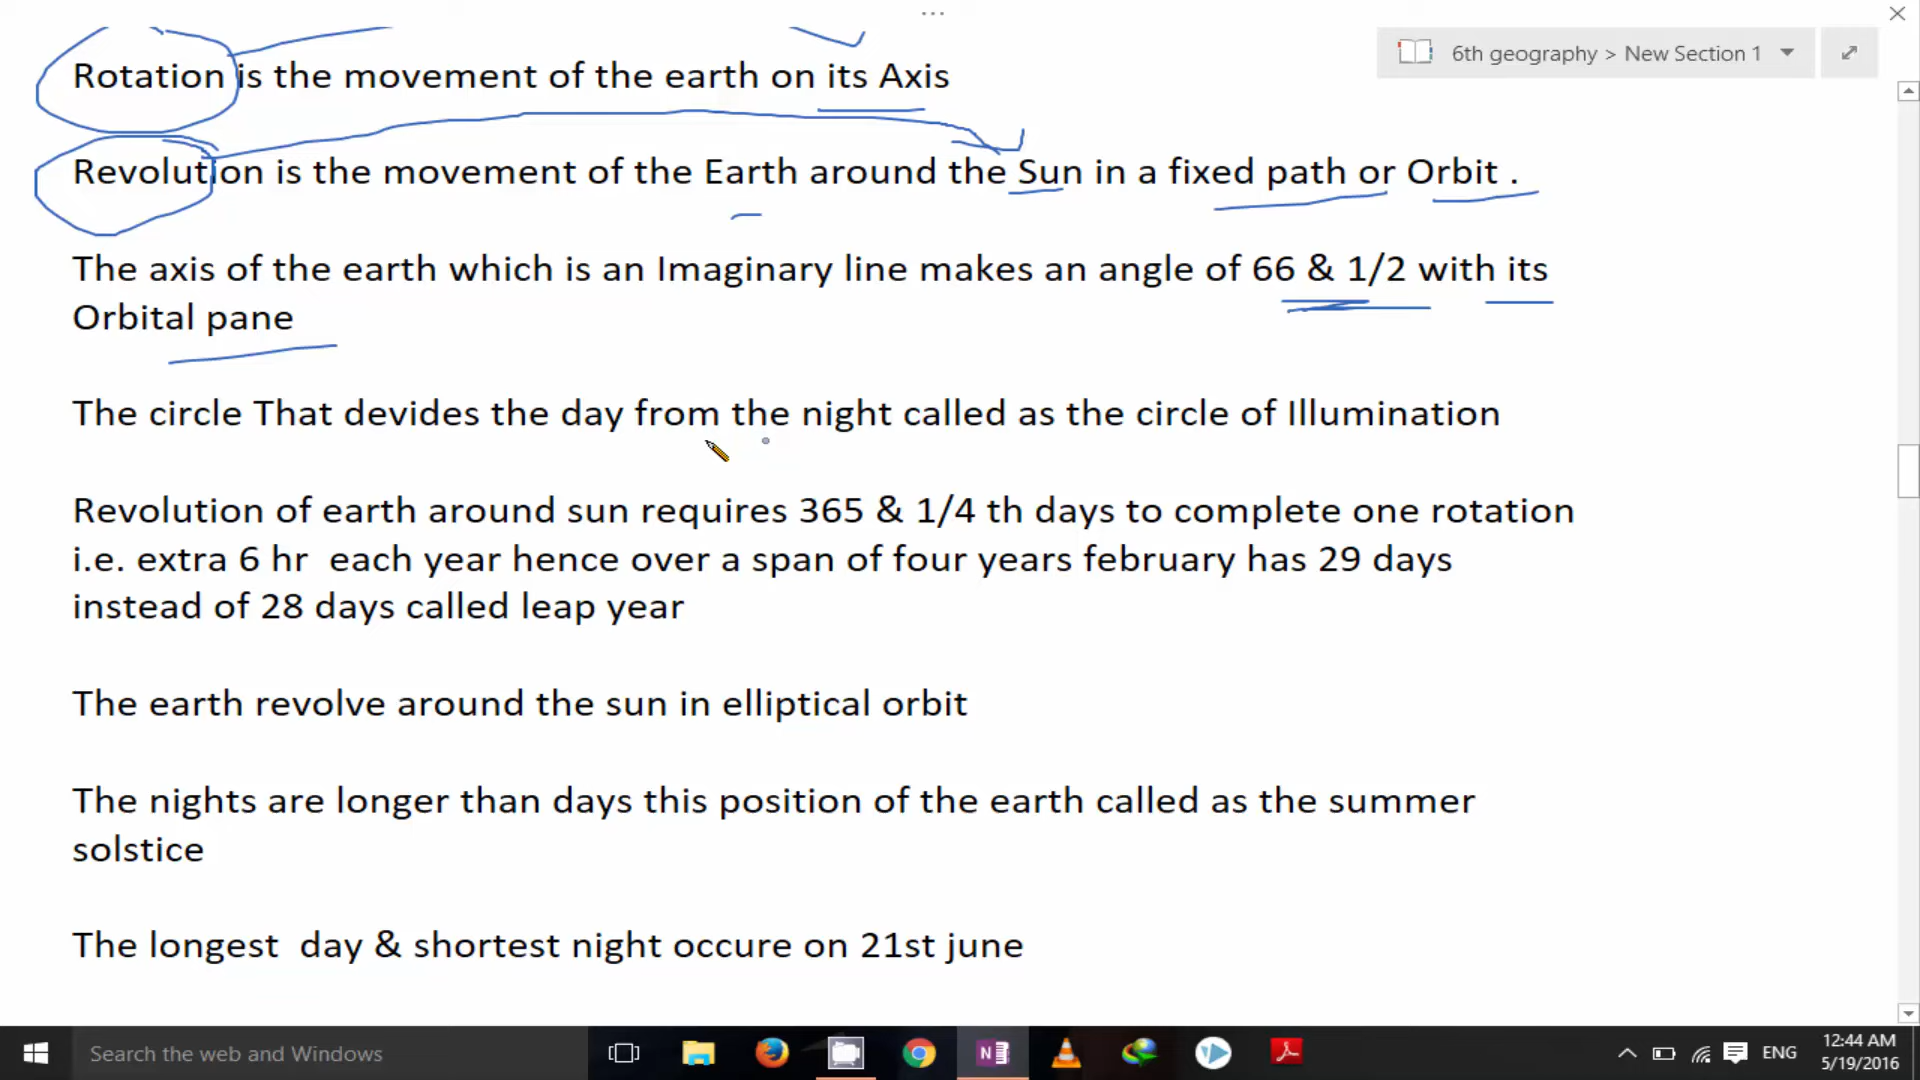 6th geography > New Section 1
Rotation is the movement of the earth on its Axis
Revolution is the movement of the Earth around the Sun in a fixed path or Orbit .
The axis of the earth which is an Imaginary line makes an angle of 66 & 1/2 with its
Orbital pane
The circle That devides the day from the night called as the circle of Illumination
Revolution of earth around sun requires 365 & 1/4 th days to complete one rotation
i.e. extra 6 hr each year hence over a span of four years february has 29 days
instead of 28 days called leap year
The earth revolve around the sun in elliptical orbit
The nights are longer than days this position of the earth called as the summer
solstice
The longest day & shortest night occure on 21st june
Search the web and Windows
N
ENG
12:44 AM
5/19/2016